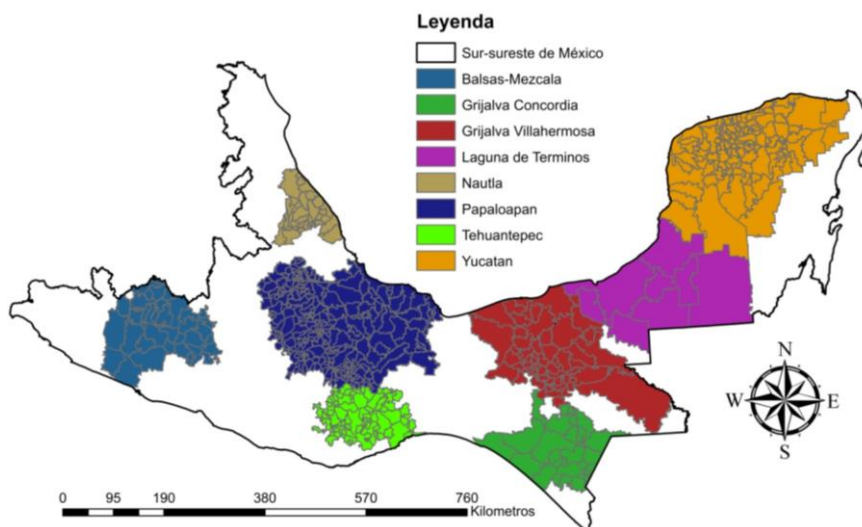 Leyenda
Sur-sureste de México
Balsas-Mezcala
Grijalva Concordia
Grijalva Villahermosa
Laguna de Terminos
Nautla
Papaloapan
Tehuantepec
Yucatan
N
W E
S
0 95 190 380 570 760
Kilometros